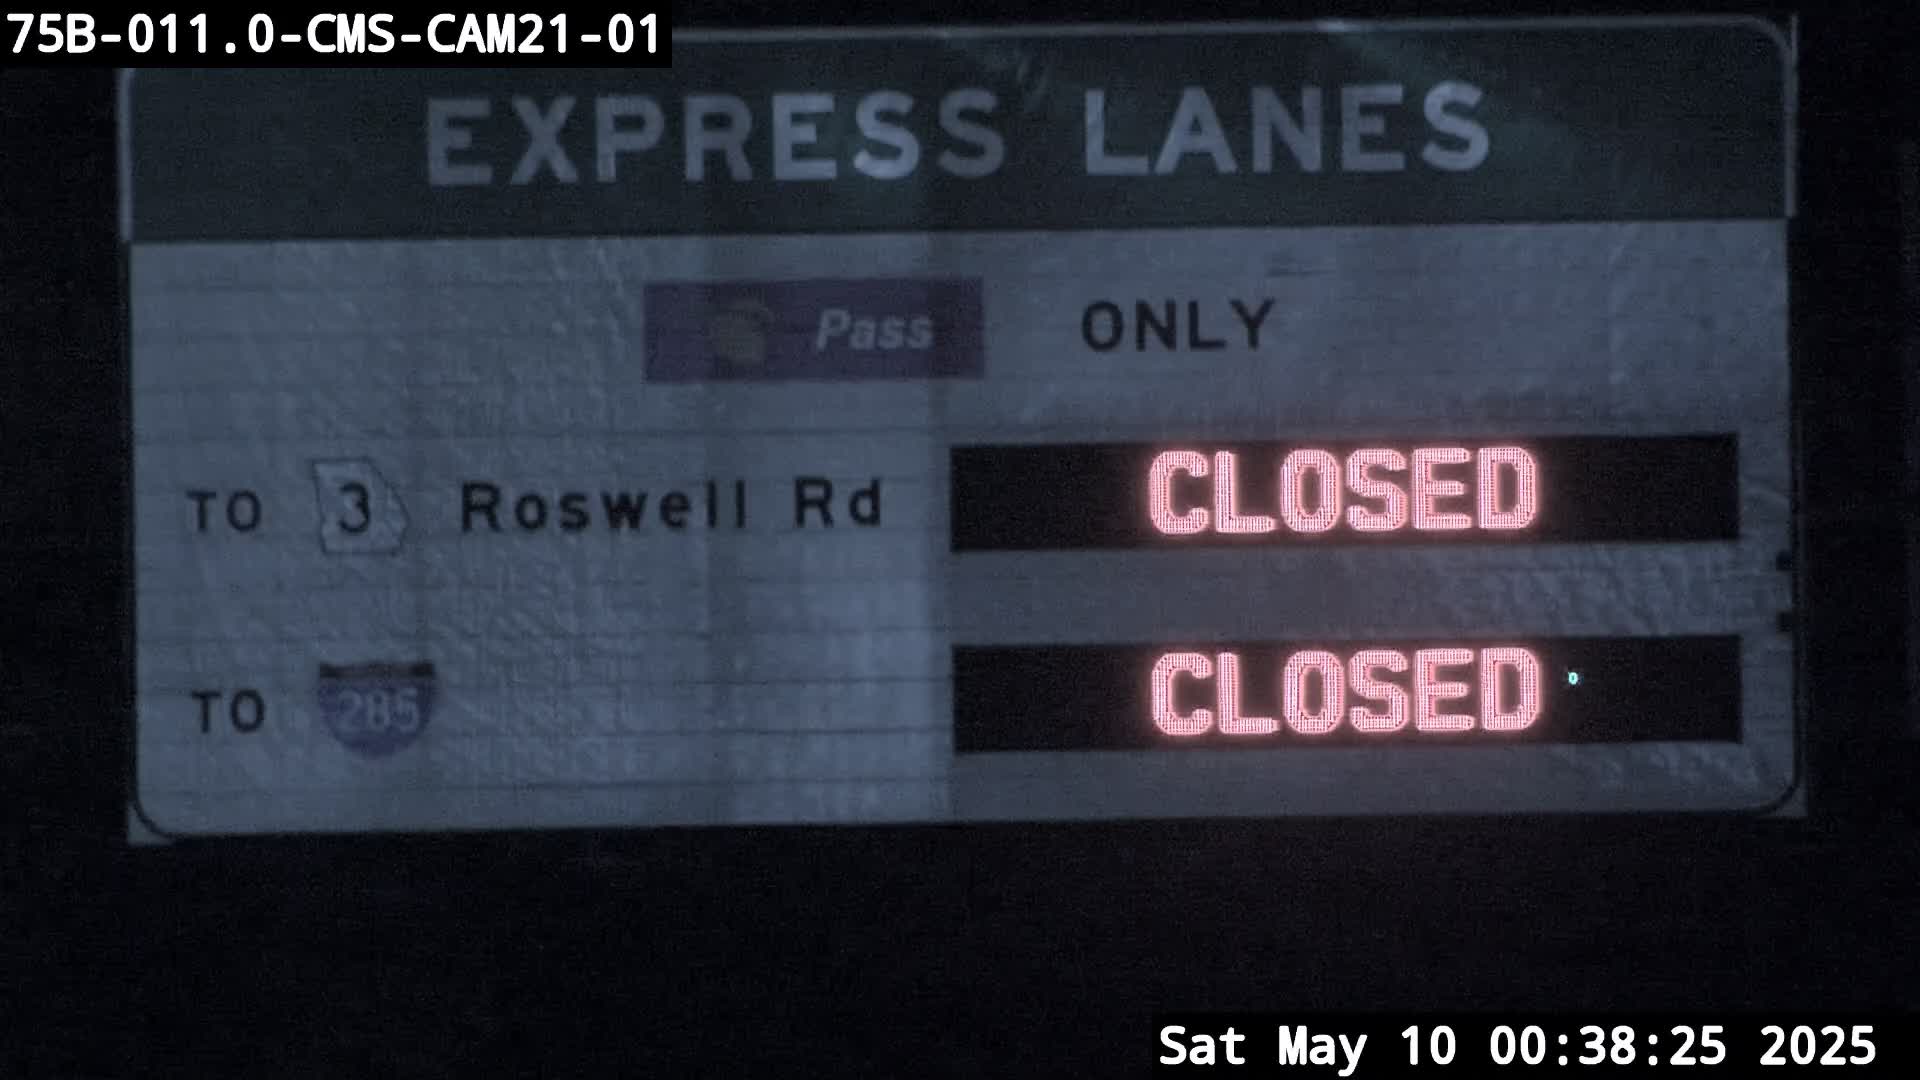 75B-011.0-CMS-CAM21-01
EXPRESS LANES
Pass ONLY
TO 3 Roswell Rd CLOSED
TO 285 CLOSED
Sat May 10 00:38:25 2025